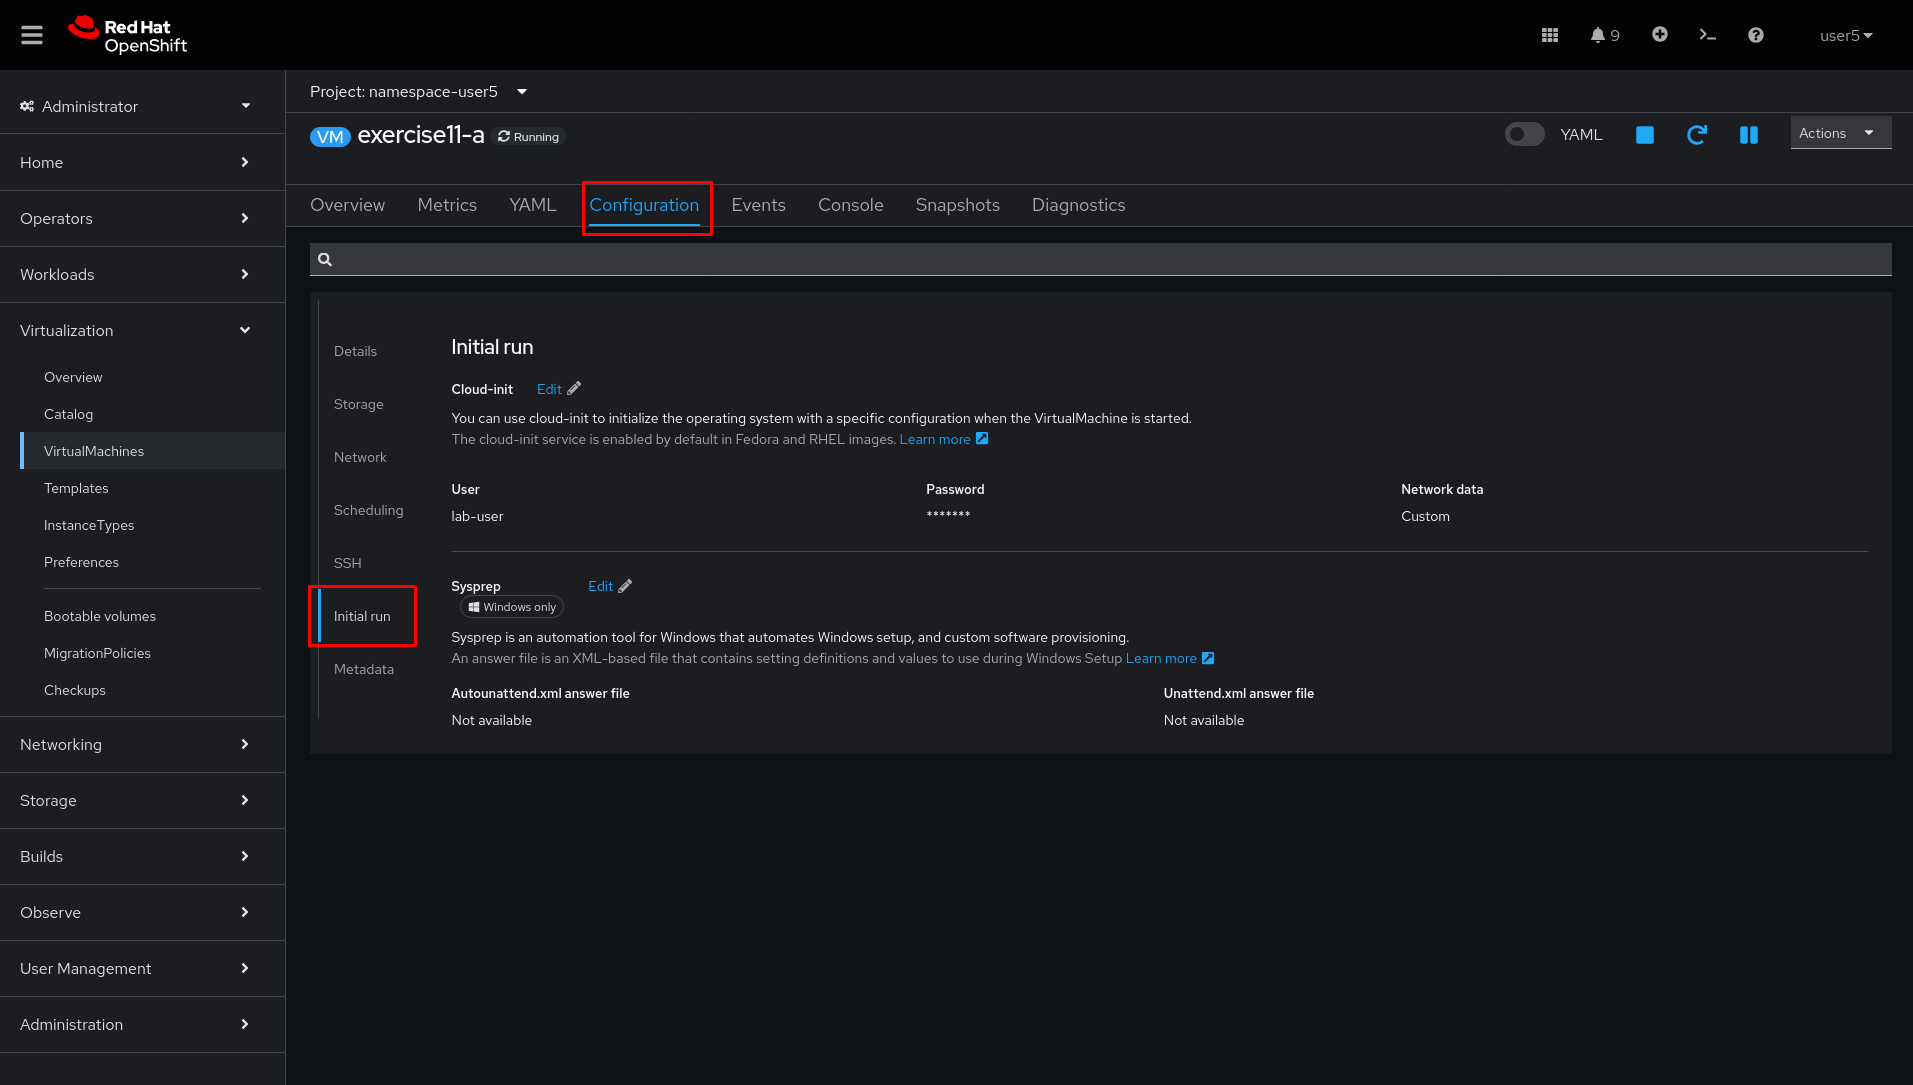 Red Hat
OpenShift
9
user5
Administrator
Home
Operators
Workloads
Virtualization
Overview
Catalog
VirtualMachines
Templates
InstanceTypes
Preferences
Bootable volumes
MigrationPolicies
Checkups
Networking
Storage
Builds
Observe
User Management
Administration
Project: namespace-user5
VM exercise11-a Running
YAML
Actions
Overview Metrics YAML Configuration Events Console Snapshots Diagnostics
Details
Storage
Network
Scheduling
SSH
Initial run
Metadata
Initial run
Cloud-init Edit
You can use cloud-init to initialize the operating system with a specific configuration when the VirtualMachine is started.
The cloud-init service is enabled by default in Fedora and RHEL images. Learn more
User Password Network data
lab-user ******* Custom
Sysprep Edit
Windows only
Sysprep is an automation tool for Windows that automates Windows setup, and custom software provisioning.
An answer file is an XML-based file that contains setting definitions and values to use during Windows Setup Learn more
Autounattend.xml answer file Unattend.xml answer file
Not available Not available